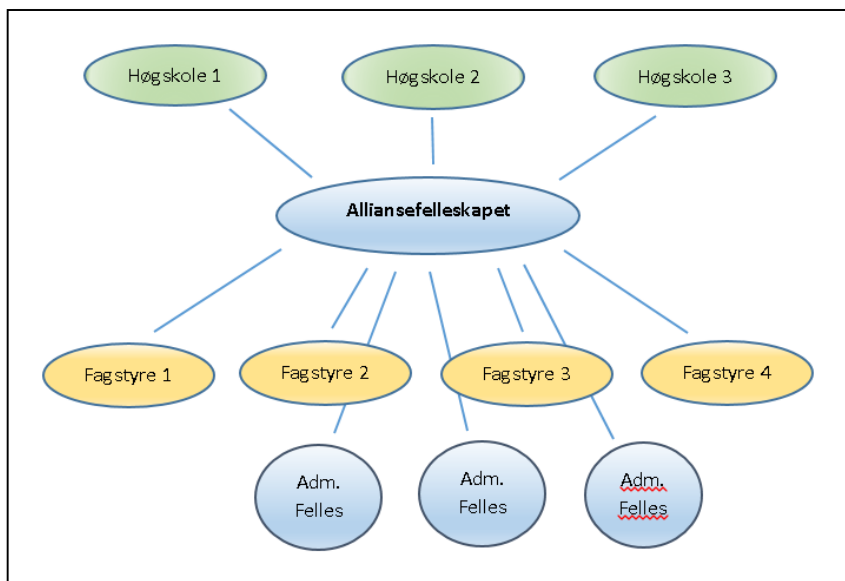 Høgskole 1
Høgskole 2
Høgskole 3
Alliansefelleskapet
Fagstyre 1
Fagstyre 2
Fagstyre 3
Fagstyre 4
Adm.
Felles
Adm.
Felles
Adm.
Felles